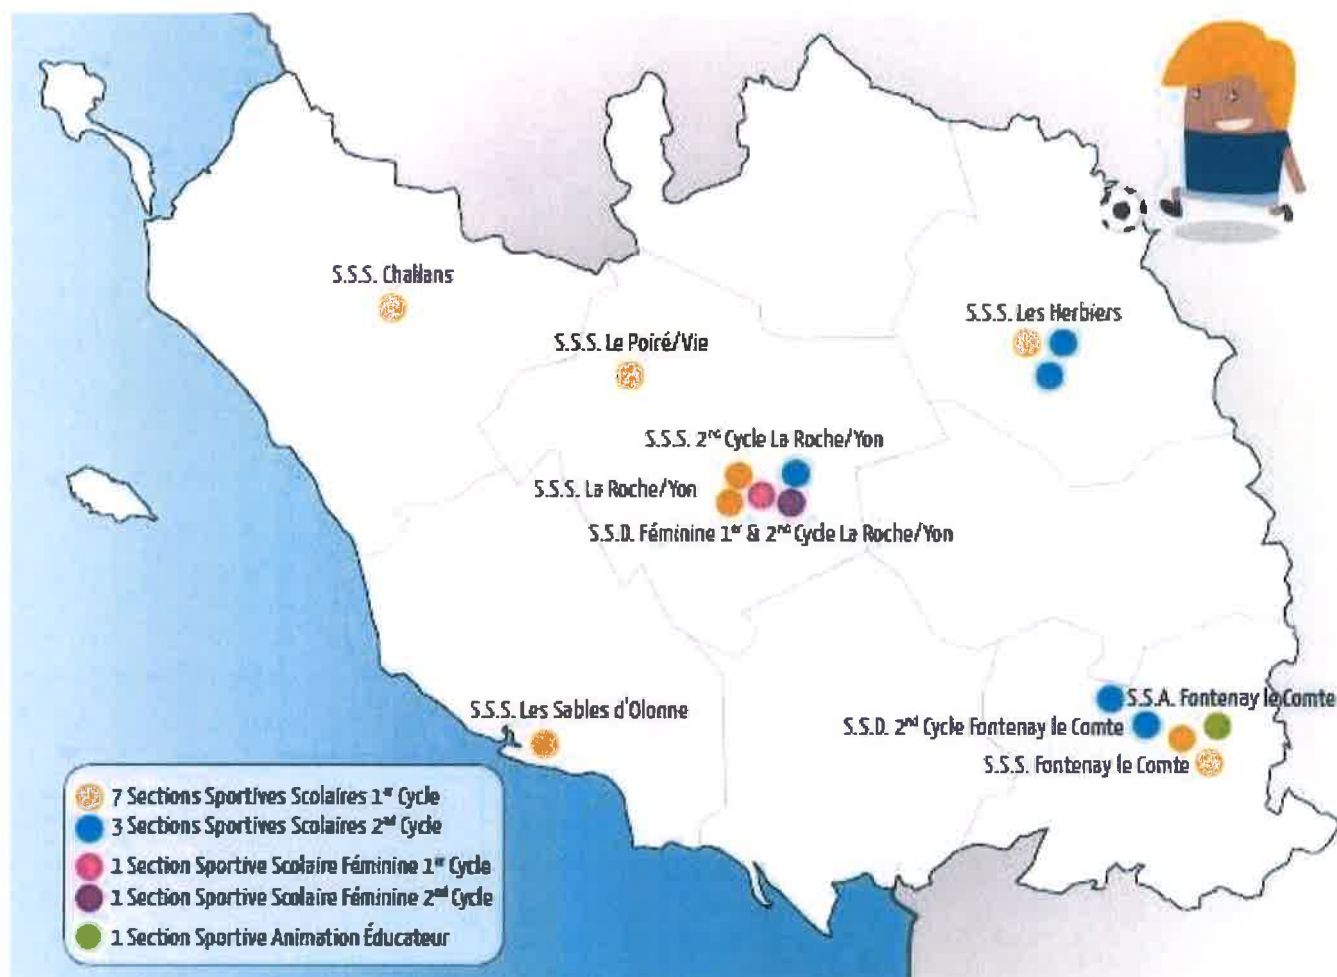 S.S.S. Challans
S.S.S. Les Herbiers
S.S.S. Le Poiré/Vie
S.S.S. 2nd Cycle La Roche/Yon
S.S.S. La Roche/Yon
S.S.D. Féminine 1er & 2nd Cycle La Roche/Yon
S.S.S. Les Sables d'Olonne
S.S.A. Fontenay le Comte
S.S.D. 2nd Cycle Fontenay le Comte
S.S.S. Fontenay le Comte
7 Sections Sportives Scolaires 1er Cycle
3 Sections Sportives Scolaires 2nd Cycle
1 Section Sportive Scolaire Féminine 1er Cycle
1 Section Sportive Scolaire Féminine 2nd Cycle
1 Section Sportive Animation Éducateur